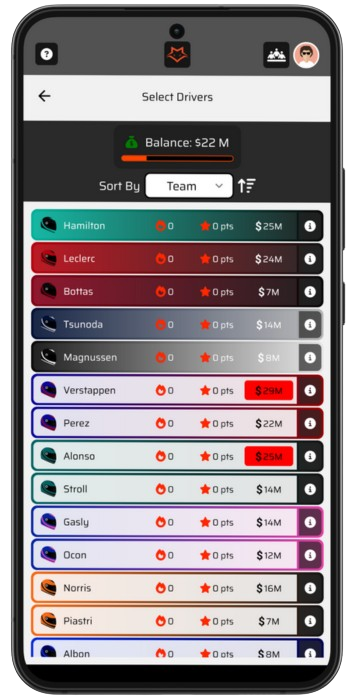 ?
Select Drivers
$ Balance: $22 M
Sort By Team
Hamilton 0 0 pts $25M i
Leclerc 0 0 pts $24M i
Bottas 0 0 pts $7M i
Tsunoda 0 0 pts $14M i
Magnussen 0 0 pts $8M i
Verstappen 0 0 pts $29M i
Perez 0 0 pts $22M i
Alonso 0 0 pts $25M i
Stroll 0 0 pts $14M i
Gasly 0 0 pts $14M i
Ocon 0 0 pts $12M i
Norris 0 0 pts $16M i
Piastri 0 0 pts $7M i
Albon 0 0 pts $8M i